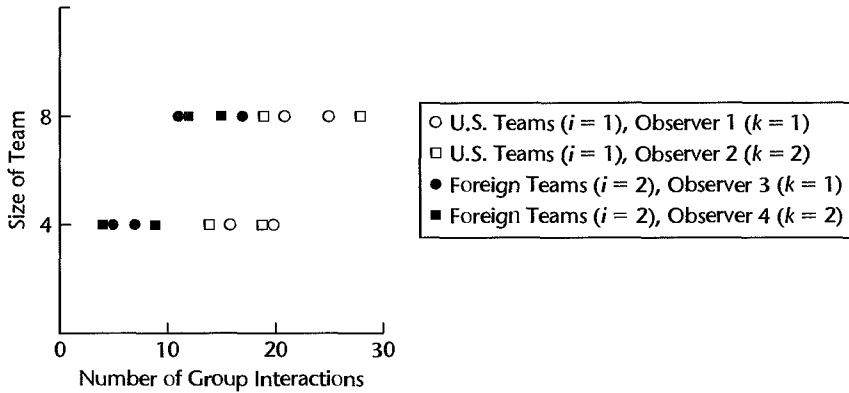 Size of Team
8
4
0
10
20
30
Number of Group Interactions
U.S. Teams (i = 1), Observer 1 (k = 1)
U.S. Teams (i = 1), Observer 2 (k = 2)
Foreign Teams (i = 2), Observer 3 (k = 1)
Foreign Teams (i = 2), Observer 4 (k = 2)